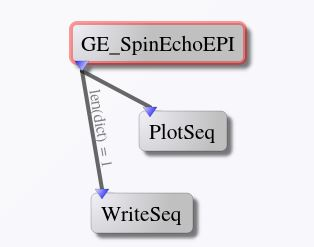 GE_SpinEchoEPI
len(dict) = 1
PlotSeq
WriteSeq